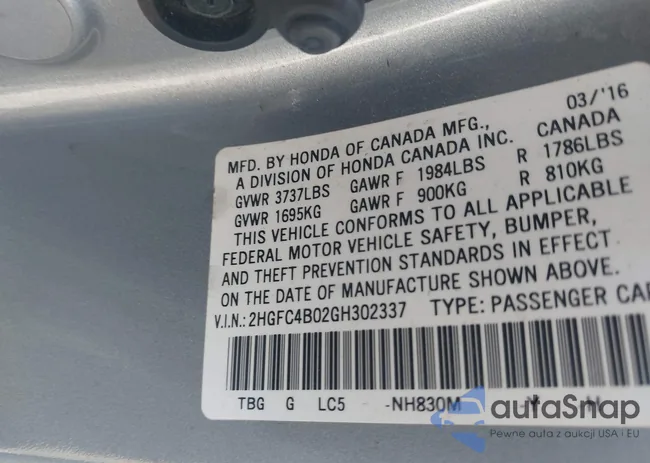 03/'16
MFD. BY HONDA OF CANADA MFG., CANADA
A DIVISION OF HONDA CANADA INC.
GVWR 3737LBS GAWR F 1984LBS R 1786LBS
GVWR 1695KG GAWR F 900KG R 810KG
THIS VEHICLE CONFORMS TO ALL APPLICABLE
FEDERAL MOTOR VEHICLE SAFETY, BUMPER,
AND THEFT PREVENTION STANDARDS IN EFFECT
ON THE DATE OF MANUFACTURE SHOWN ABOVE.
V.I.N.: 2HGFC4B02GH302337 TYPE: PASSENGER CAR
TBG G LC5 -NH830M
autaSnap
Pewne auta z aukcji USA i EU